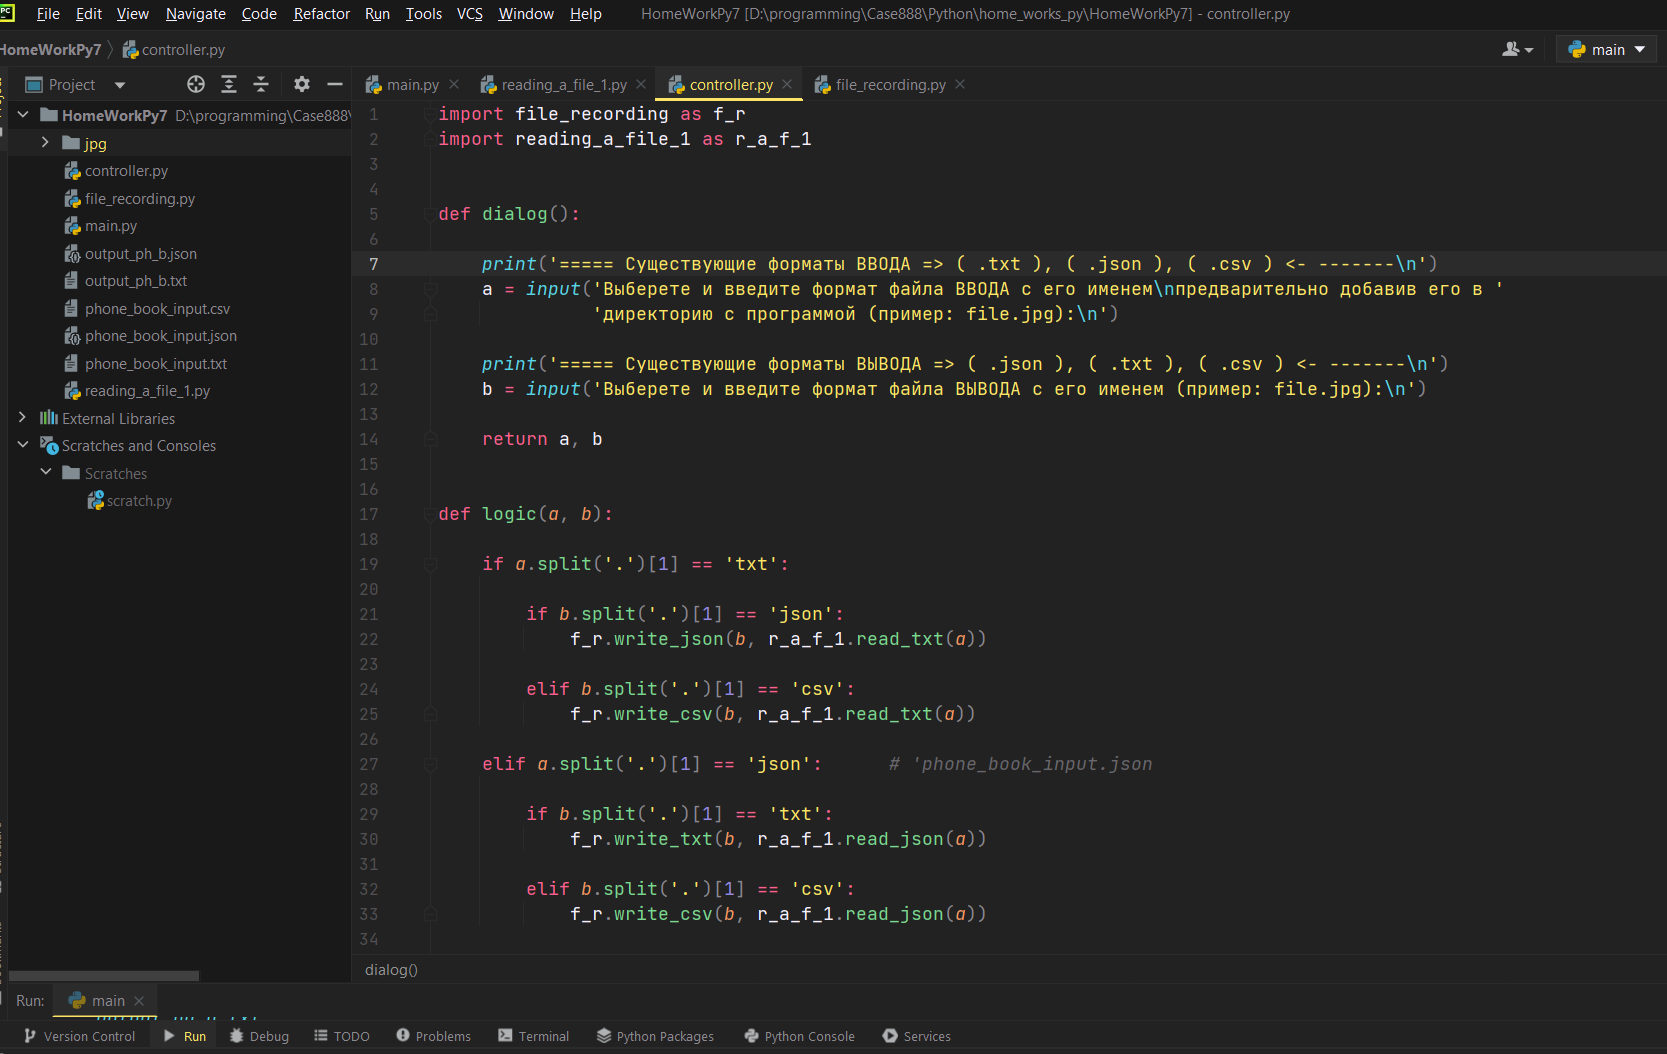 PC File Edit View Navigate Code Refactor Run Tools VCS Window Help HomeWorkPy7 [D:\programming\Case888\Python\home_works_py\HomeWorkPy7] - controller.py
HomeWorkPy7 controller.py main
Project main.py reading_a_file_1.py controller.py file_recording.py
HomeWorkPy7 D:\programming\Case888\
jpg
controller.py
file_recording.py
main.py
output_ph_b.json
output_ph_b.txt
phone_book_input.csv
phone_book_input.json
phone_book_input.txt
reading_a_file_1.py
External Libraries
Scratches and Consoles
Scratches
scratch.py
1 import file_recording as f_r
2 import reading_a_file_1 as r_a_f_1
3
4
5 def dialog():
6
7 print('===== Существующие форматы ВВОДА => ( .txt ), ( .json ), ( .csv ) <- -------\n')
8 a = input('Выберете и введите формат файла ВВОДА с его именем\nпредварительно добавив его в '
9 'директорию с программой (пример: file.jpg):\n')
10
11 print('===== Существующие форматы ВЫВОДА => ( .json ), ( .txt ), ( .csv ) <- -------\n')
12 b = input('Выберете и введите формат файла ВЫВОДА с его именем (пример: file.jpg):\n')
13
14 return a, b
15
16
17 def logic(a, b):
18
19 if a.split('.')[1] == 'txt':
20
21 if b.split('.')[1] == 'json':
22 f_r.write_json(b, r_a_f_1.read_txt(a))
23
24 elif b.split('.')[1] == 'csv':
25 f_r.write_csv(b, r_a_f_1.read_txt(a))
26
27 elif a.split('.')[1] == 'json': # 'phone_book_input.json
28
29 if b.split('.')[1] == 'txt':
30 f_r.write_txt(b, r_a_f_1.read_json(a))
31
32 elif b.split('.')[1] == 'csv':
33 f_r.write_csv(b, r_a_f_1.read_json(a))
34
dialog()
Run: main
Version Control Run Debug TODO Problems Terminal Python Packages Python Console Services